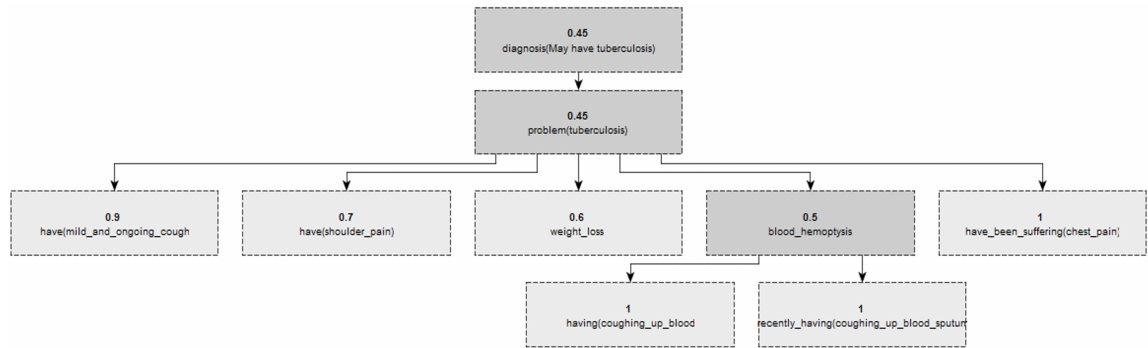 0.45
diagnosis(May have tuberculosis)
0.45
problem(tuberculosis)
0.9
have(mild_and_ongoing_cough
0.7
have(shoulder_pain)
0.6
weight_loss
0.5
blood_hemoptysis
1
have_been_suffering(chest_pain)
1
having(coughing_up_blood
1
recently_having(coughing_up_blood_sputum